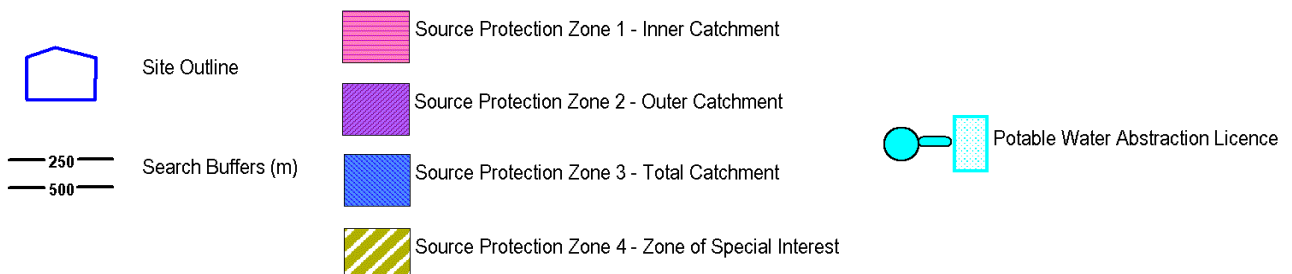 Site Outline
250
500
Search Buffers (m)
Source Protection Zone 1 - Inner Catchment
Source Protection Zone 2 - Outer Catchment
Source Protection Zone 3 - Total Catchment
Source Protection Zone 4 - Zone of Special Interest
Potable Water Abstraction Licence